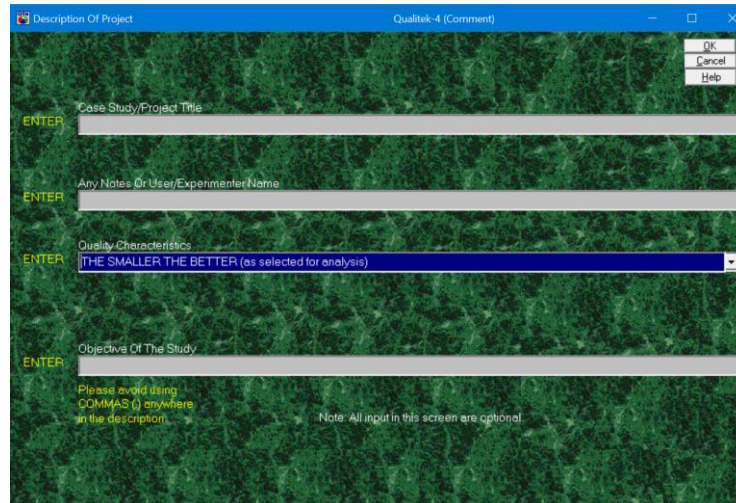 Description Of Project
Qualitek-4 (Comment)
OK
Cancel
Help
Case Study/Project Title
ENTER
Any Notes Or User/Experimenter Name
ENTER
Quality Characteristics
ENTER
THE SMALLER THE BETTER (as selected for analysis)
Objective Of The Study
ENTER
Please avoid using
COMMAS (,) anywhere
in the description
Note: All input in this screen are optional